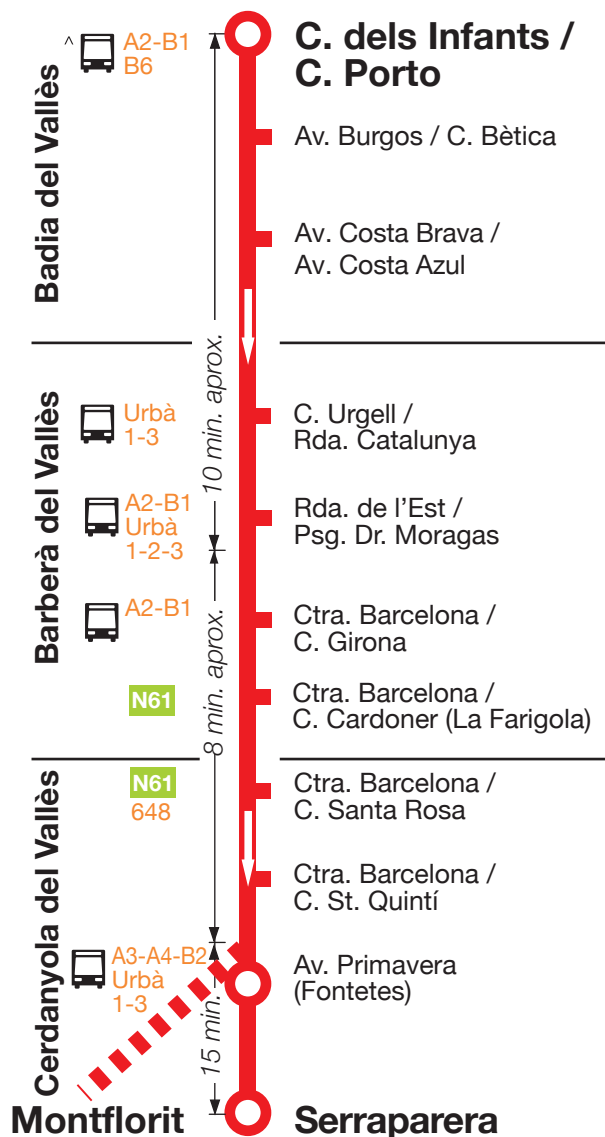 ^
A2-B1
B6
C. dels Infants /
C. Porto
Badia del Vallès
Av. Burgos / C. Bètica
Av. Costa Brava /
Av. Costa Azul
10 min. aprox.
Barberà del Vallès
Urbà
1-3
C. Urgell /
Rda. Catalunya
A2-B1
Urbà
1-2-3
Rda. de l’Est /
Psg. Dr. Moragas
A2-B1
Ctra. Barcelona /
C. Girona
8 min. aprox.
N61
Ctra. Barcelona /
C. Cardoner (La Farigola)
Cerdanyola del Vallès
N61
648
Ctra. Barcelona /
C. Santa Rosa
Ctra. Barcelona /
C. St. Quintí
A3-A4-B2
Urbà
1-3
Av. Primavera
(Fontetes)
15 min.
Montflorit
Serraparera